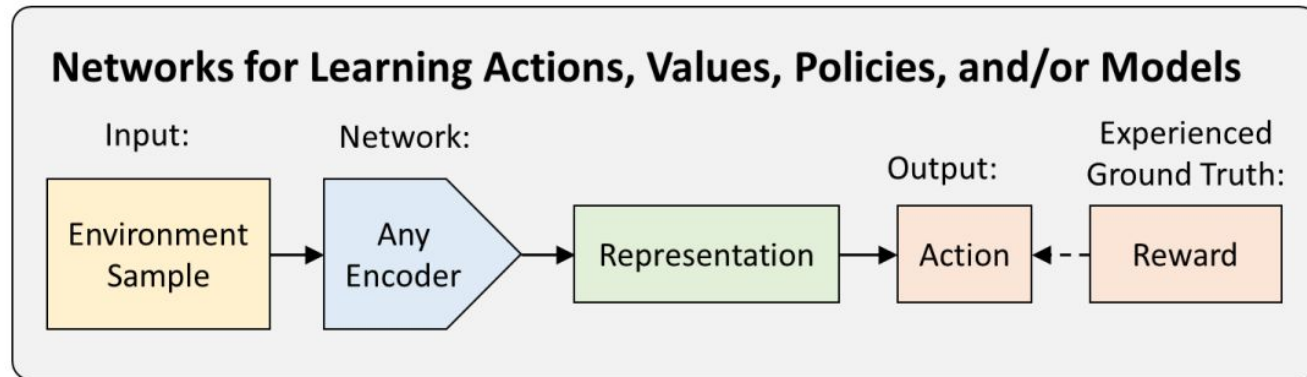 Networks for Learning Actions, Values, Policies, and/or Models
Input:
Network:
Output:
Experienced
Ground Truth:
Environment
Sample
Any
Encoder
Representation
Action
Reward